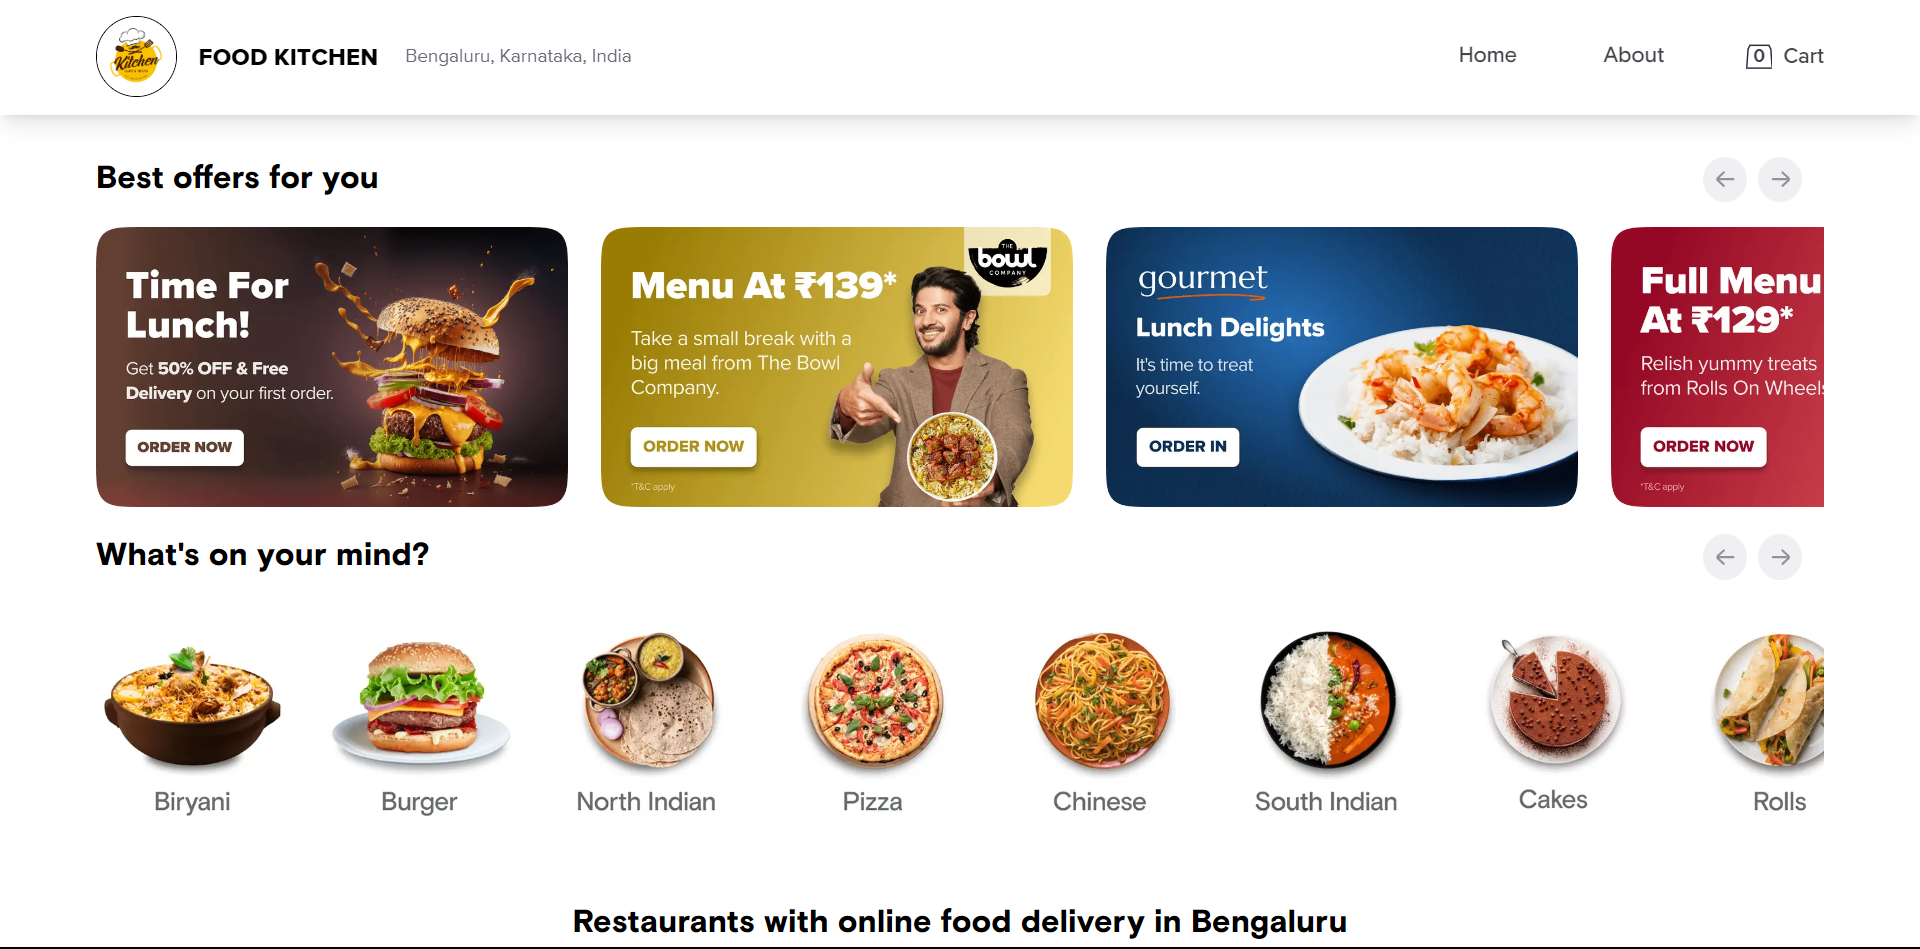 Kitchen
FOOD KITCHEN
Bengaluru, Karnataka, India
Home
About
0
Cart
Best offers for you
Time For
Lunch!
Get 50% OFF & Free
Delivery on your first order.
ORDER NOW
THE
bowl
COMPANY
Menu At ₹139*
Take a small break with a
big meal from The Bowl
Company.
ORDER NOW
*T&C apply
gourmet
Lunch Delights
It's time to treat
yourself.
ORDER IN
Full Menu
At ₹129*
Relish yummy treats
from Rolls On Wheels
ORDER NOW
*T&C apply
What's on your mind?
Biryani
Burger
North Indian
Pizza
Chinese
South Indian
Cakes
Rolls
Restaurants with online food delivery in Bengaluru